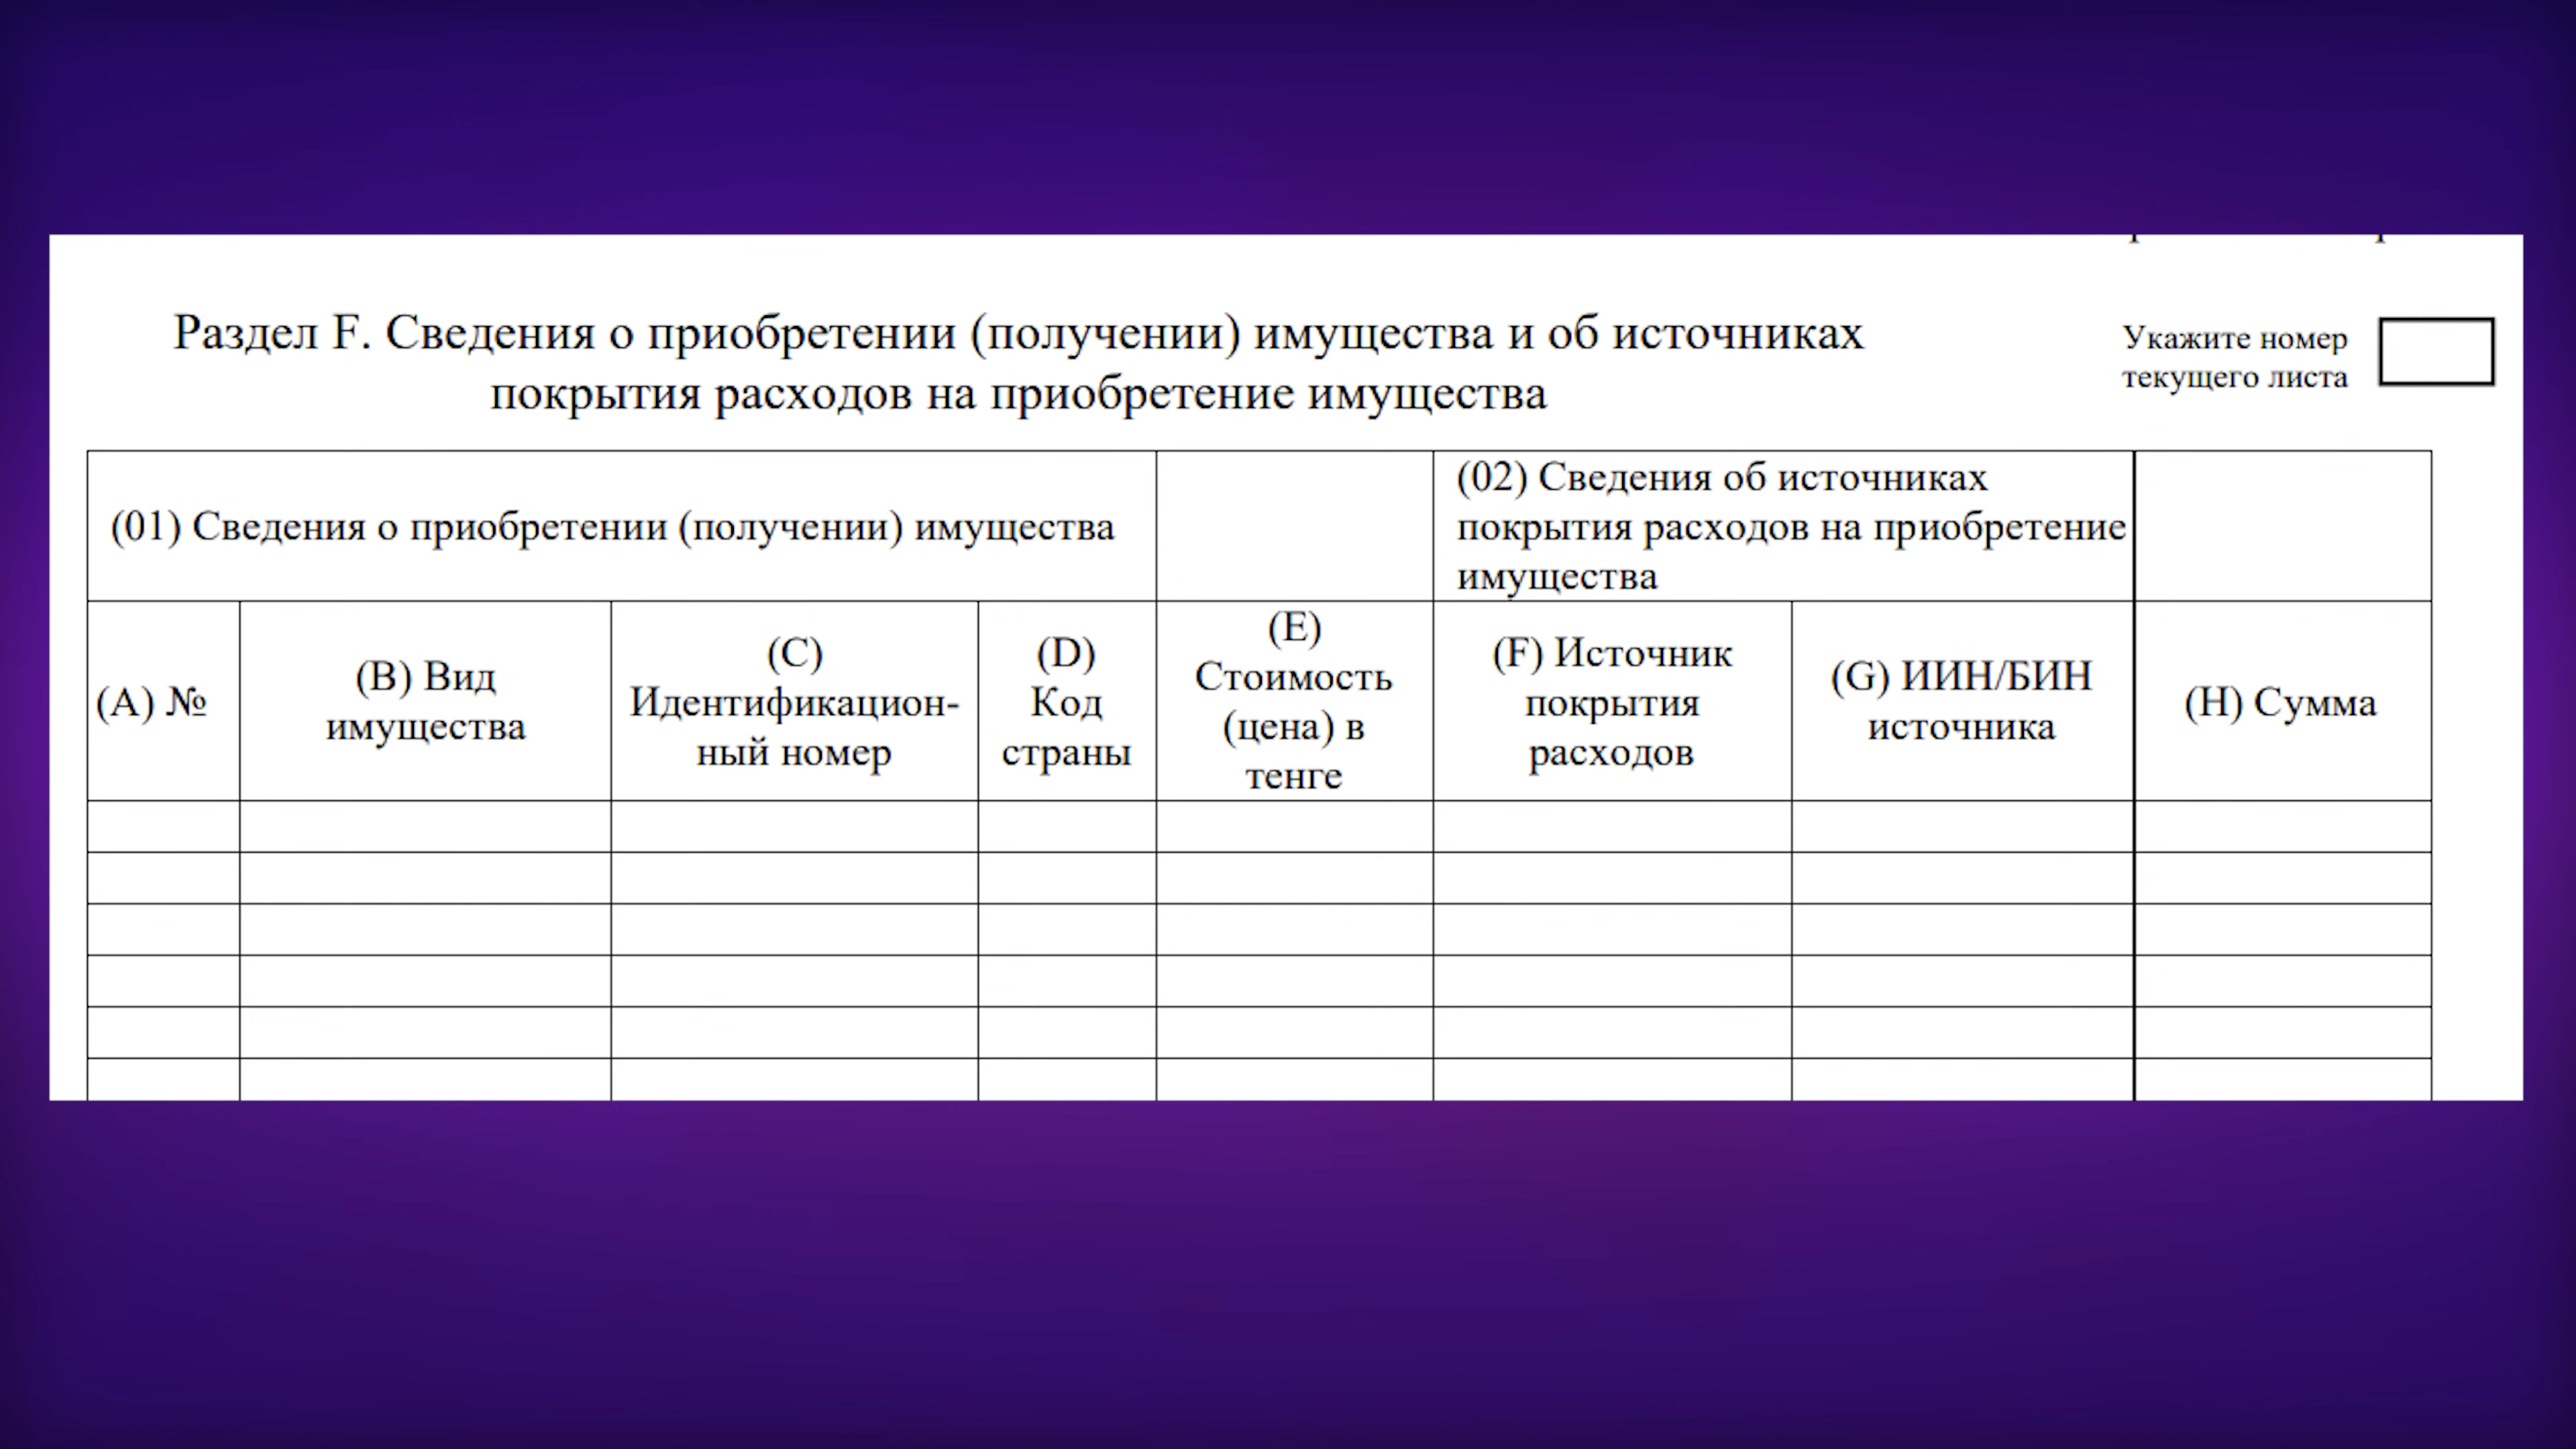 Раздел F. Сведения о приобретении (получении) имущества и об источниках
покрытия расходов на приобретение имущества
Укажите номер
текущего листа
(01) Сведения о приобретении (получении) имущества
(02) Сведения об источниках
покрытия расходов на приобретение
имущества
(A) №
(B) Вид
имущества
(C)
Идентификацион-
ный номер
(D)
Код
страны
(E)
Стоимость
(цена) в
тенге
(F) Источник
покрытия
расходов
(G) ИИН/БИН
источника
(H) Сумма